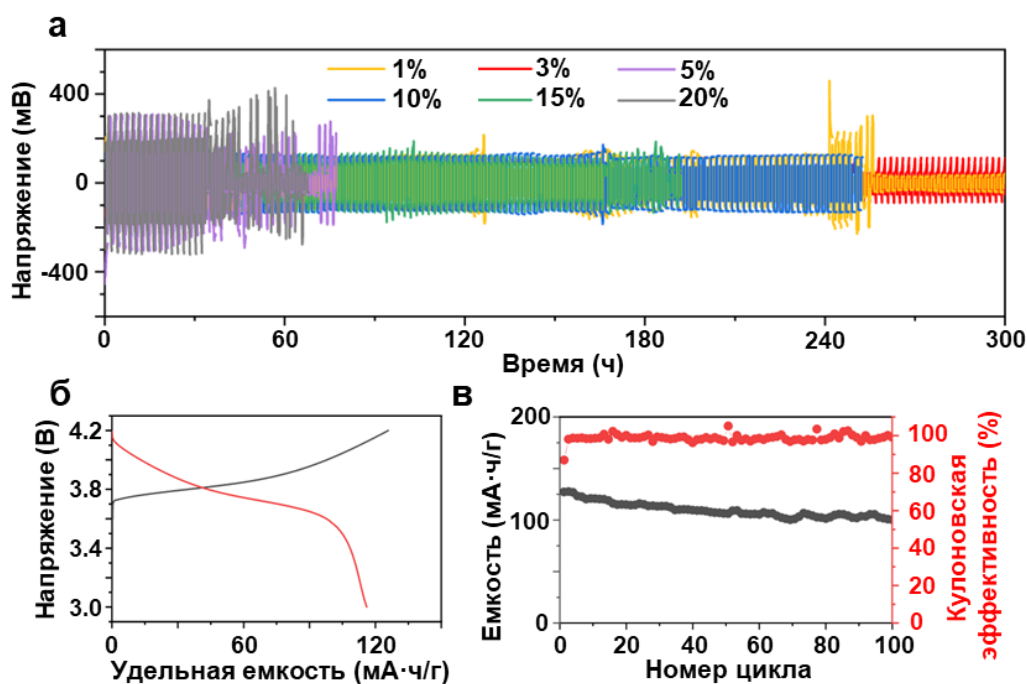 а
Напряжение (мВ)
400
0
-400
1% 3% 5%
10% 15% 20%
0 60 120 180 240 300
Время (ч)
б
Напряжение (В)
4.2
3.8
3.4
3.0
0 60 120
Удельная емкость (мА·ч/г)
в
Емкость (мА·ч/г)
200
100
0
0 20 40 60 80 100
Номер цикла
100
80
60
40
20
0
Кулоновская
эффективность (%)